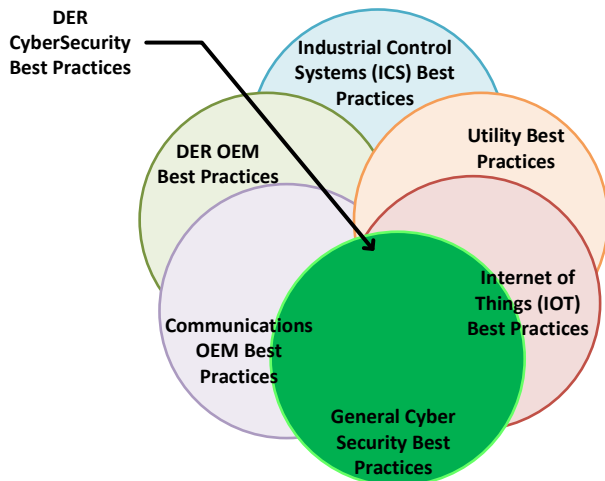 DER
CyberSecurity
Best Practices
Industrial Control
Systems (ICS) Best
Practices
DER OEM
Best Practices
Utility Best
Practices
Internet of
Things (IOT)
Best Practices
Communications
OEM Best
Practices
General Cyber
Security Best
Practices